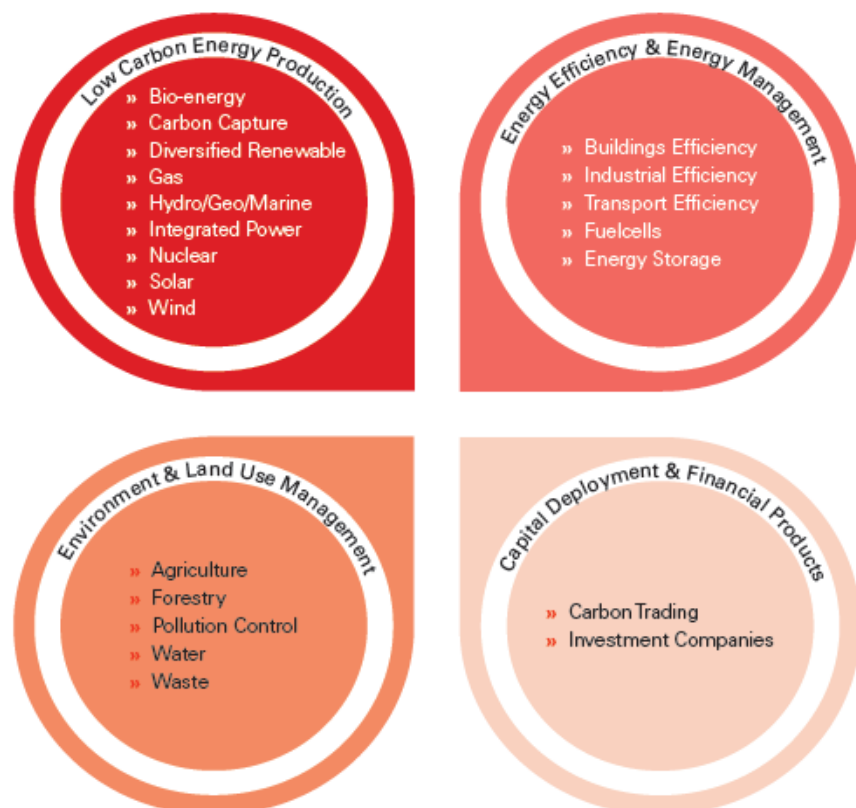 Low Carbon Energy Production
» Bio-energy
» Carbon Capture
» Diversified Renewable
» Gas
» Hydro/Geo/Marine
» Integrated Power
» Nuclear
» Solar
» Wind
Energy Efficiency & Energy Management
» Buildings Efficiency
» Industrial Efficiency
» Transport Efficiency
» Fuelcells
» Energy Storage
Environment & Land Use Management
» Agriculture
» Forestry
» Pollution Control
» Water
» Waste
Capital Deployment & Financial Products
» Carbon Trading
» Investment Companies